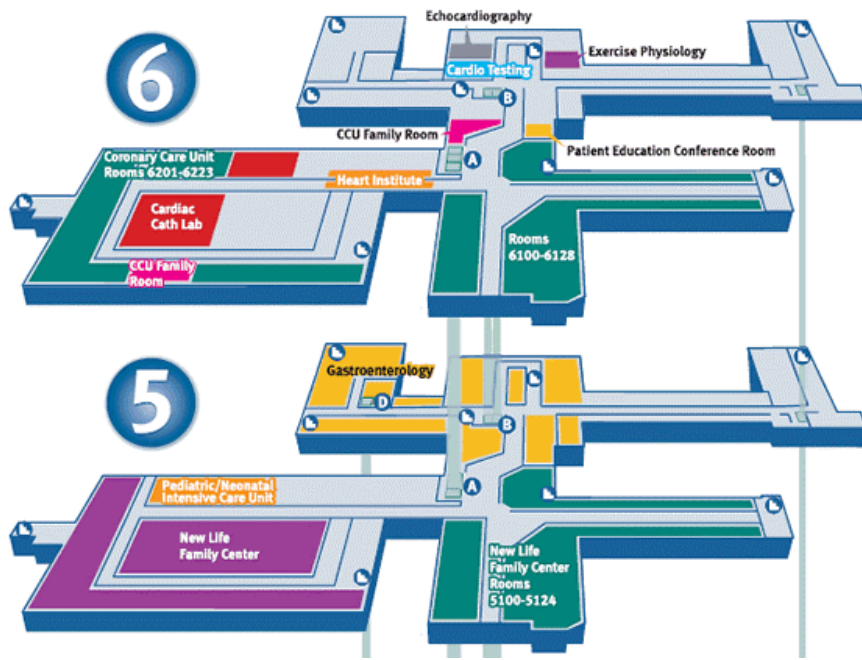 6
Echocardiography
Exercise Physiology
Cardio Testing
B
CCU Family Room
Patient Education Conference Room
A
Coronary Care Unit
Rooms 6201-6223
Heart Institute
Cardiac
Cath Lab
Rooms
6100-6128
CCU Family
Room
5
Gastroenterology
D
B
A
Pediatric/Neonatal
Intensive Care Unit
New Life
Family Center
New Life
Family Center
Rooms
5100-5124